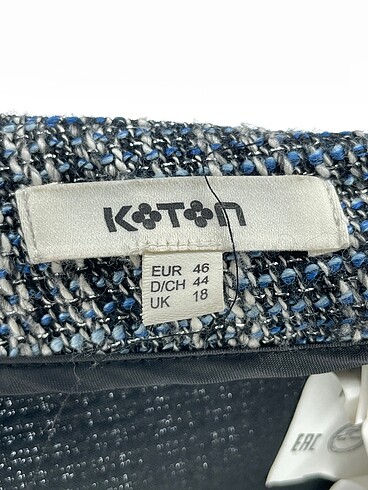 KOTON
EUR 46
D/CH 44
UK 18
EAC